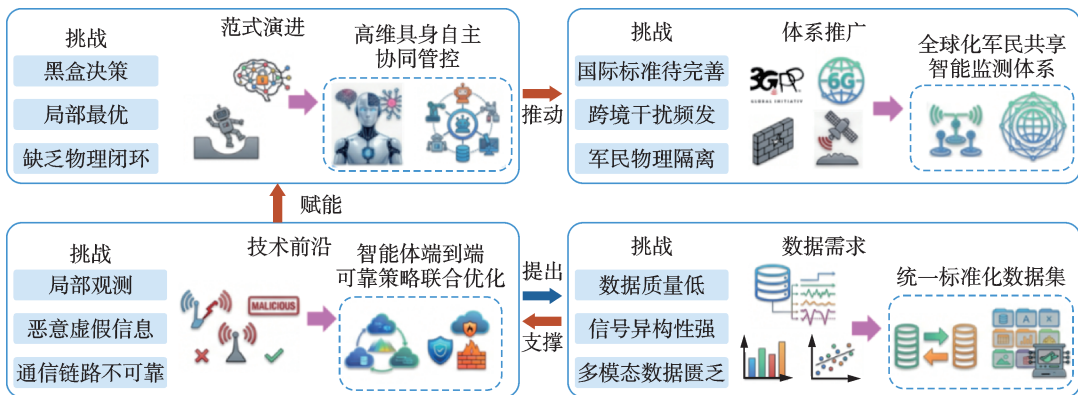 范式演进
挑战
黑盒决策
局部最优
缺乏物理闭环
高维具身自主
协同管控
推动
挑战
国际标准待完善
跨境干扰频发
军民物理隔离
体系推广
3GPP
GLOBAL INITIATIVE
6G
全球化军民共享
智能监测体系
赋能
挑战
局部观测
恶意虚假信息
通信链路不可靠
技术前沿
MALICIOUS
智能体端到端
可靠策略联合优化
提出
支撑
挑战
数据质量低
信号异构性强
多模态数据匮乏
数据需求
统一标准化数据集
A
X